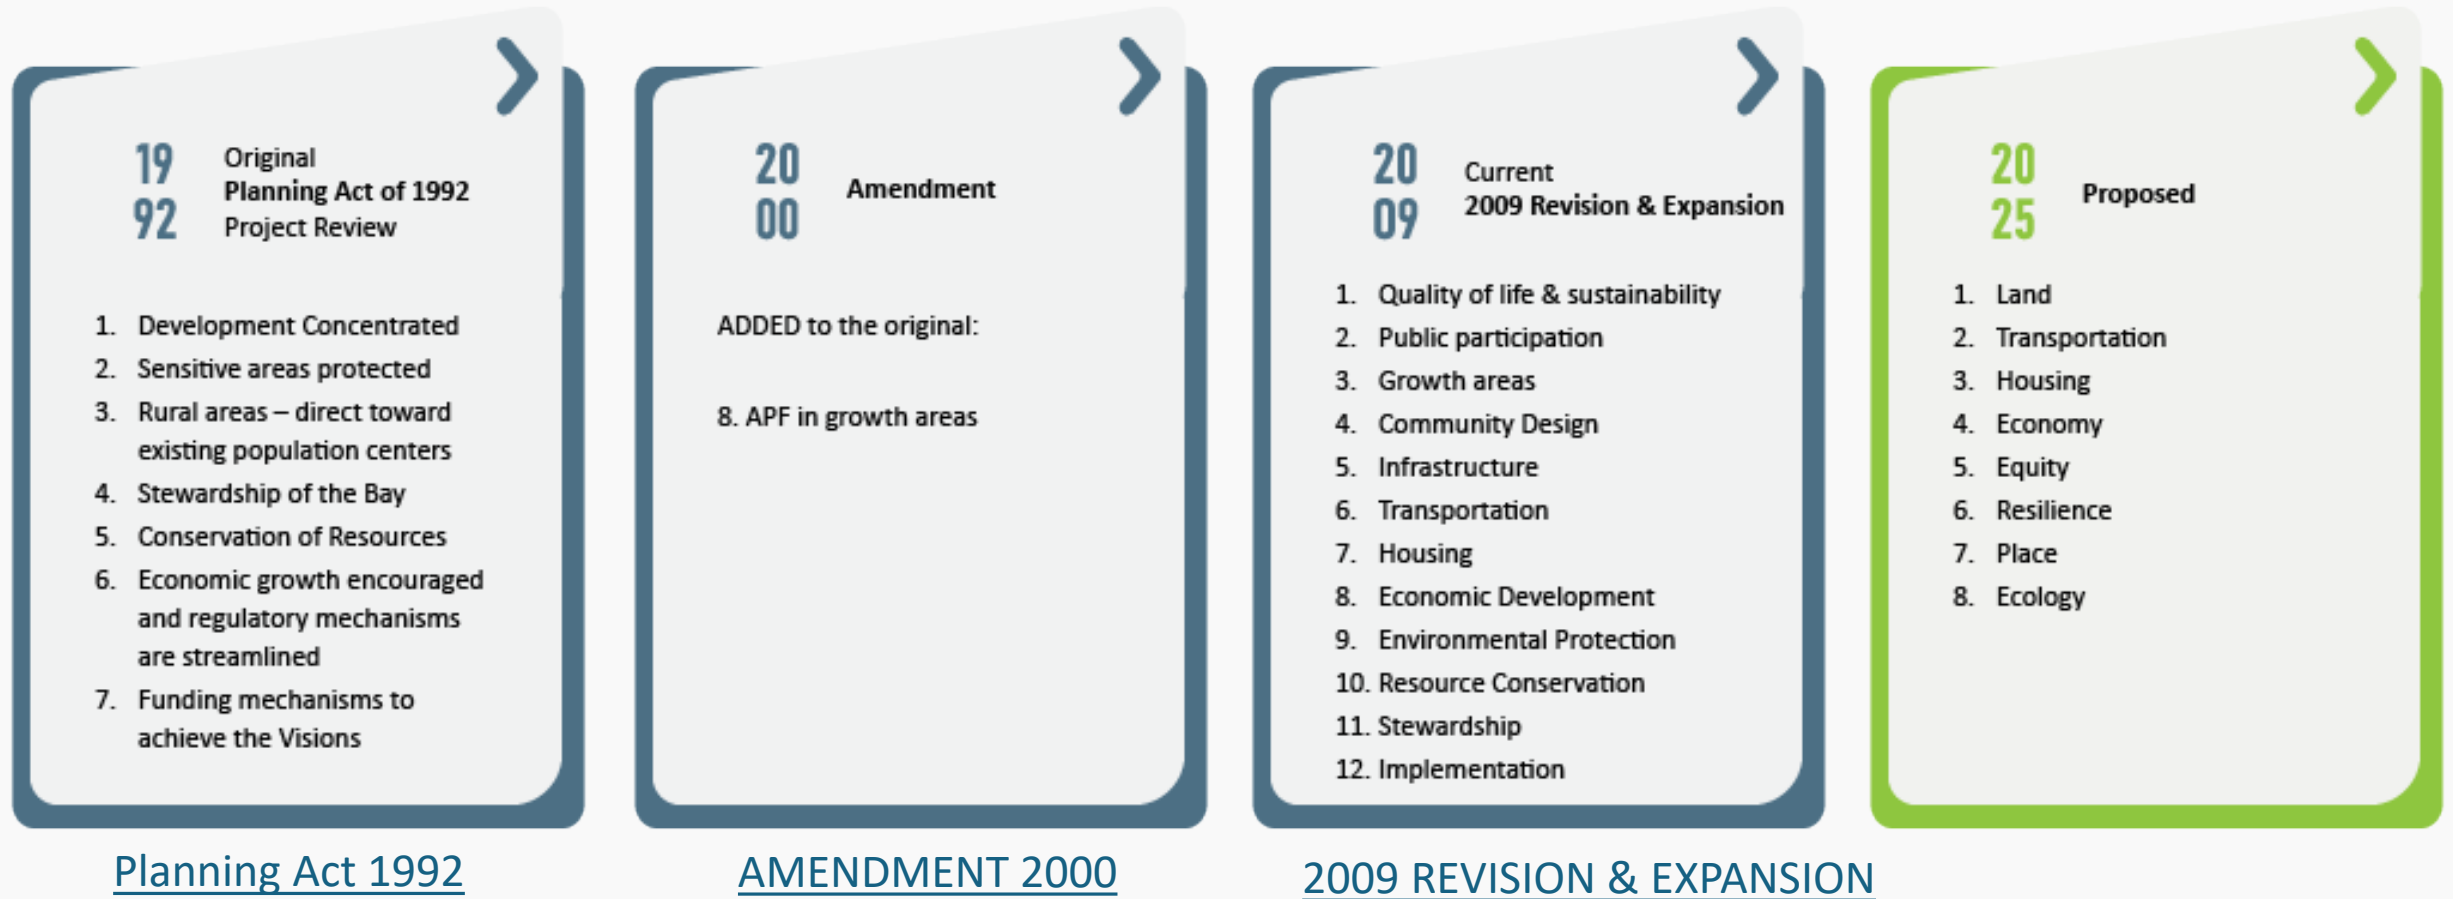 19
92
Original
Planning Act of 1992
Project Review
1. Development Concentrated
2. Sensitive areas protected
3. Rural areas – direct toward
existing population centers
4. Stewardship of the Bay
5. Conservation of Resources
6. Economic growth encouraged
and regulatory mechanisms
are streamlined
7. Funding mechanisms to
achieve the Visions
Planning Act 1992
20
00
Amendment
ADDED to the original:
8. APF in growth areas
AMENDMENT 2000
20
09
Current
2009 Revision & Expansion
1. Quality of life & sustainability
2. Public participation
3. Growth areas
4. Community Design
5. Infrastructure
6. Transportation
7. Housing
8. Economic Development
9. Environmental Protection
10. Resource Conservation
11. Stewardship
12. Implementation
2009 REVISION & EXPANSION
20
25
Proposed
1. Land
2. Transportation
3. Housing
4. Economy
5. Equity
6. Resilience
7. Place
8. Ecology